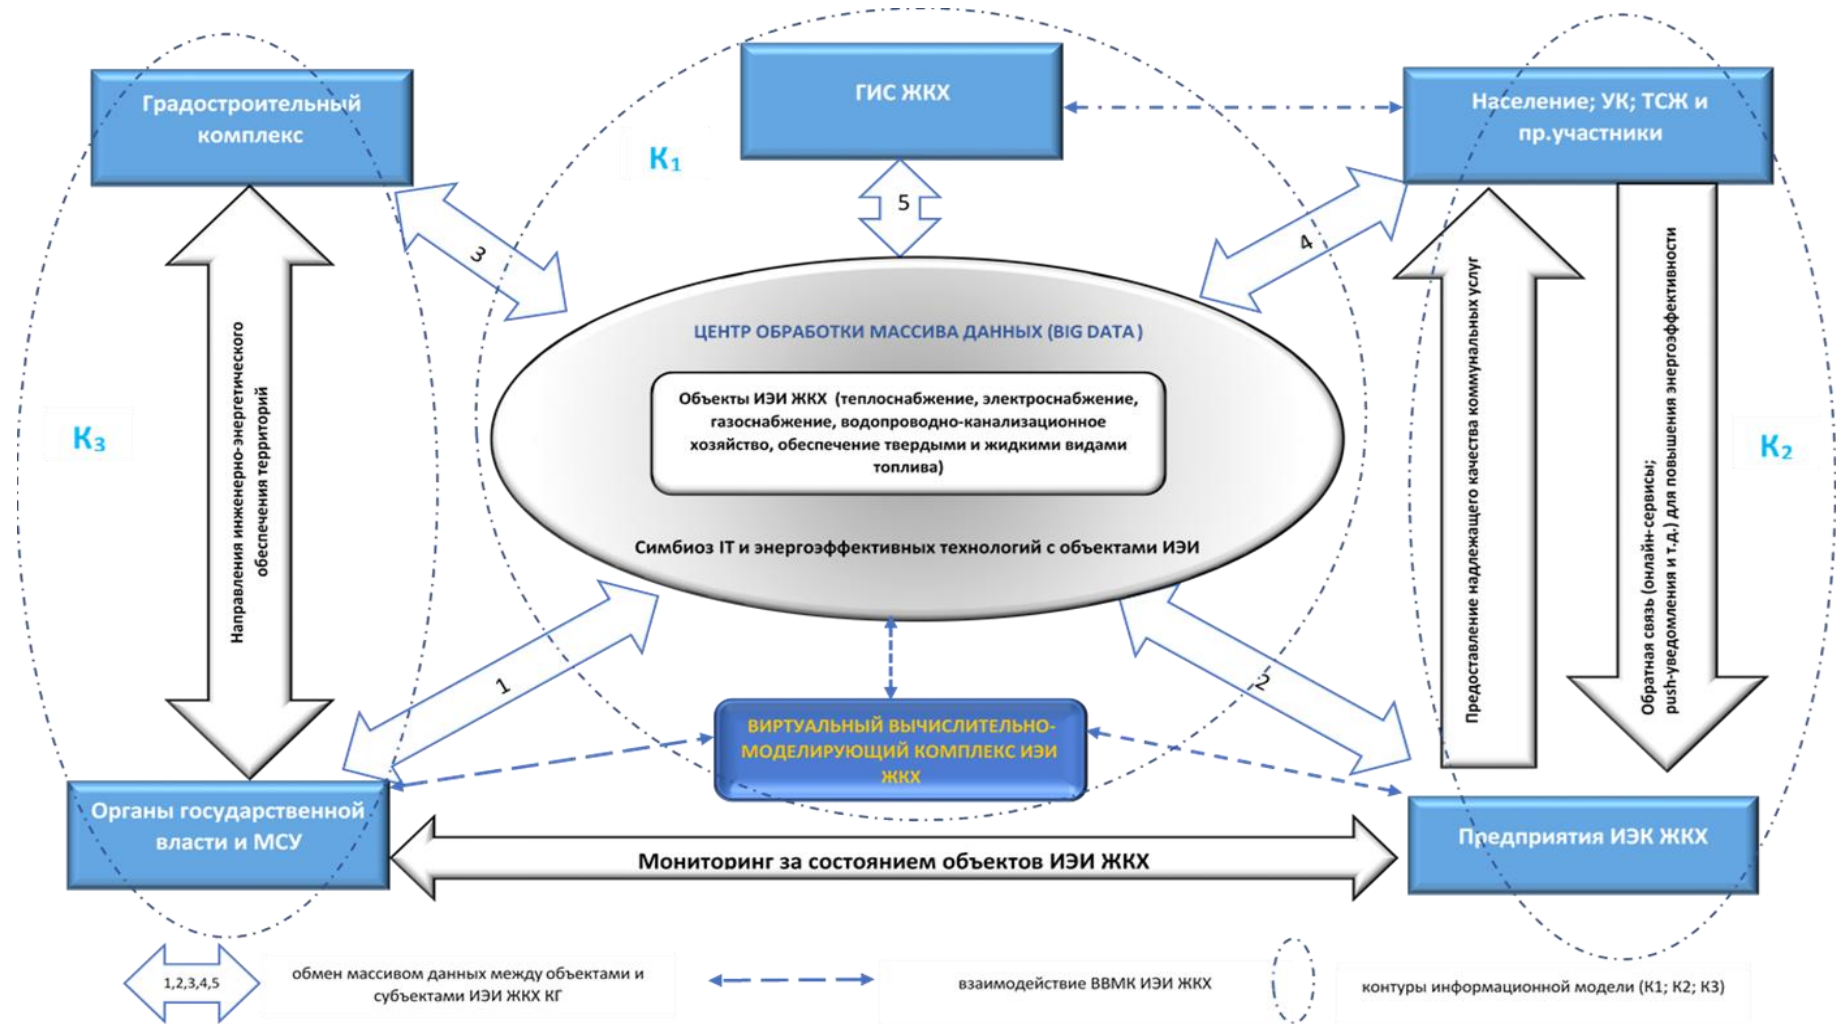 Градостроительный
комплекс
ГИС ЖКХ
Население; УК; ТСЖ и
пр.участники
К₁
5
3
4
ЦЕНТР ОБРАБОТКИ МАССИВА ДАННЫХ (BIG DATA)
Объекты ИЭИ ЖКХ (теплоснабжение, электроснабжение,
газоснабжение, водопроводно-канализационное
хозяйство, обеспечение твердыми и жидкими видами
топлива)
Симбиоз IT и энергоэффективных технологий с объектами ИЭИ
К₃
Направления инженерно-энергетического
обеспечения территорий
К₂
Предоставление надлежащего качества коммунальных услуг
Обратная связь (онлайн-сервисы;
push-уведомления и т.д.) для повышения энергоэффективности
1
2
ВИРТУАЛЬНЫЙ ВЫЧИСЛИТЕЛЬНО-
МОДЕЛИРУЮЩИЙ КОМПЛЕКС ИЭИ
ЖКХ
Органы государственной
власти и МСУ
Мониторинг за состоянием объектов ИЭИ ЖКХ
Предприятия ИЭК ЖКХ
1,2,3,4,5
обмен массивом данных между объектами и
субъектами ИЭИ ЖКХ КГ
взаимодействие ВВМК ИЭИ ЖКХ
контуры информационной модели (К1; К2; К3)